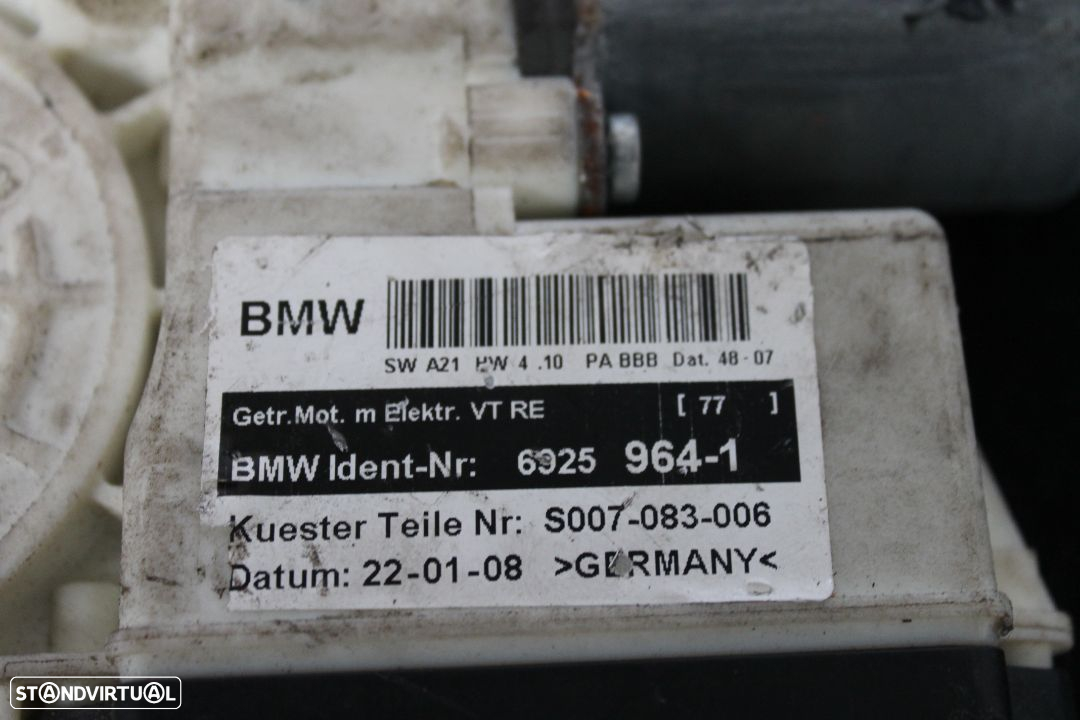 BMW
SW A21 HW 4 .10 PA BBB Dat. 48-07
Getr.Mot. m Elektr. VT RE [ 77 ]
BMW Ident-Nr: 6925 964-1
Kuester Teile Nr: S007-083-006
Datum: 22-01-08 >GERMANY<
STANDVIRTUAL